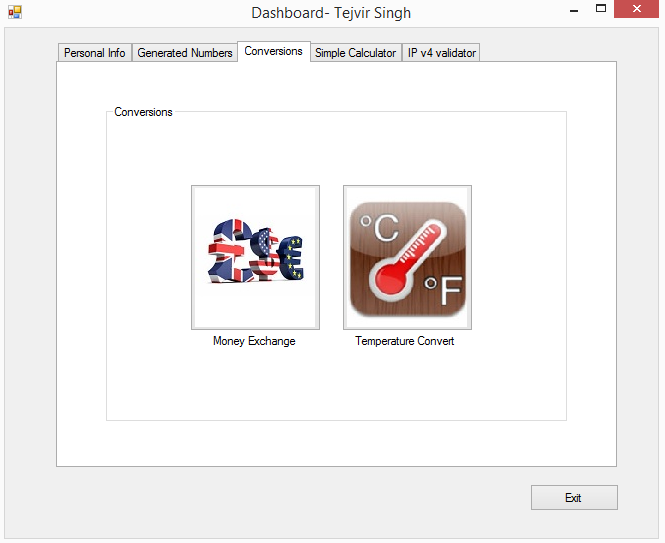 Dashboard- Tejvir Singh
Personal Info
Generated Numbers
Conversions
Simple Calculator
IP v4 validator
Conversions
°C
°F
Money Exchange
Temperature Convert
Exit